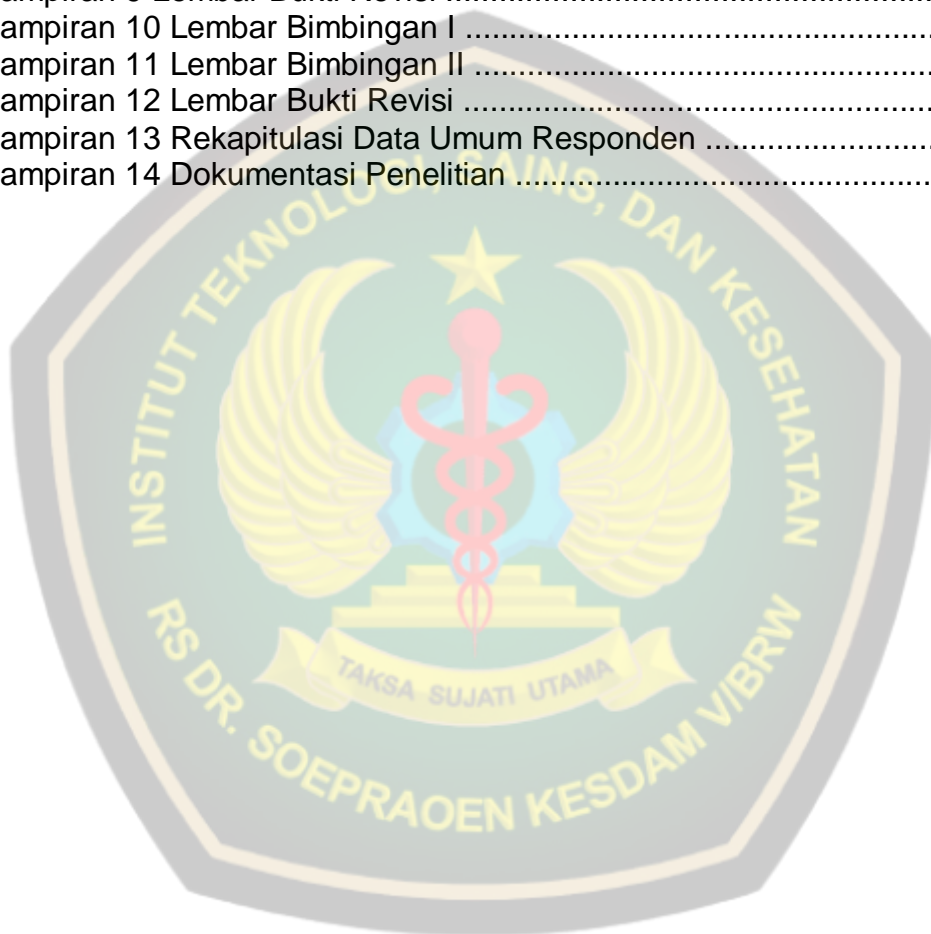 ampiran 10 Lembar Bimbingan I ....................................................
ampiran 11 Lembar Bimbingan II ...................................................
ampiran 12 Lembar Bukti Revisi ....................................................
ampiran 13 Rekapitulasi Data Umum Responden .........................
ampiran 14 Dokumentasi Penelitian ..............................................
INSTITUT TEKNOLOGI, SAINS, DAN KESEHATAN
TAKSA SUJATI UTAMA
RS DR. SOEPRAOEN KESDAM V/BRW